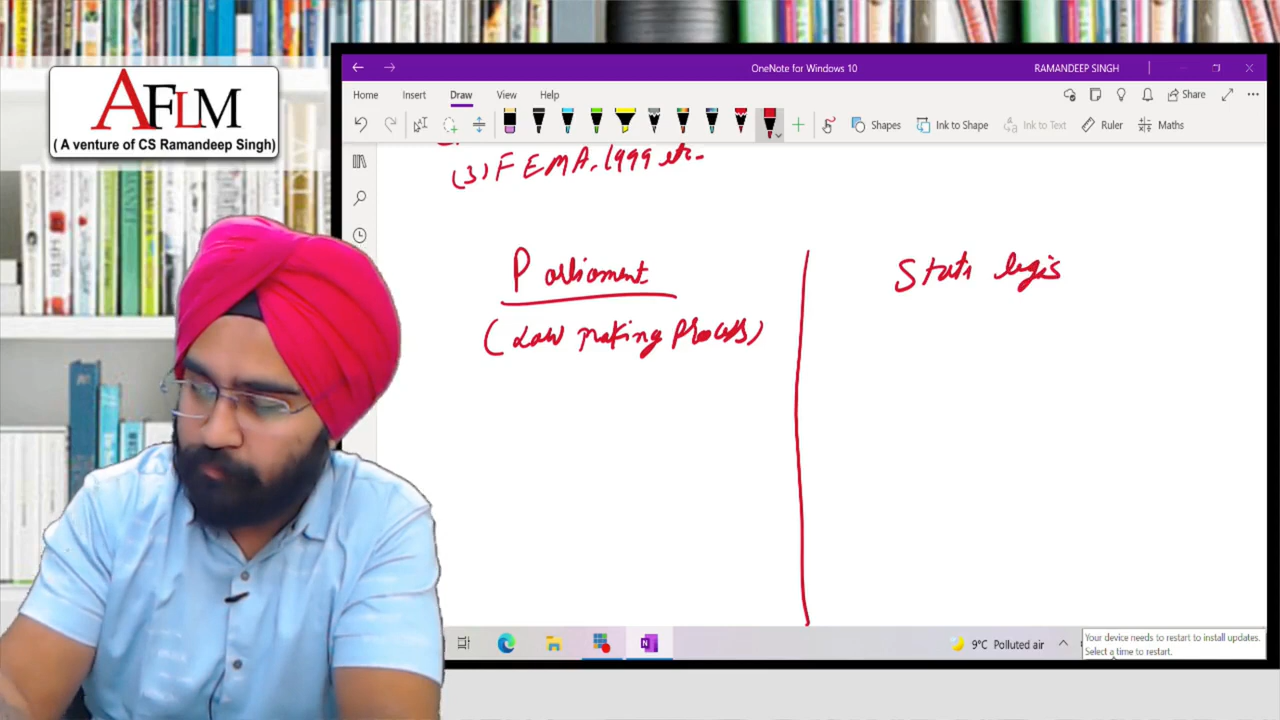 AFLM
( A venture of CS Ramandeep Singh)
OneNote for Windows 10
RAMANDEEP SINGH
Home Insert Draw View Help
Share
Shapes Ink to Shape Ink to Text Ruler Maths
(3) FEMA, 1999 etc.
Parliament
State legis
(Law making Process)
9°C Polluted air
Your device needs to restart to install updates.
Select a time to restart.